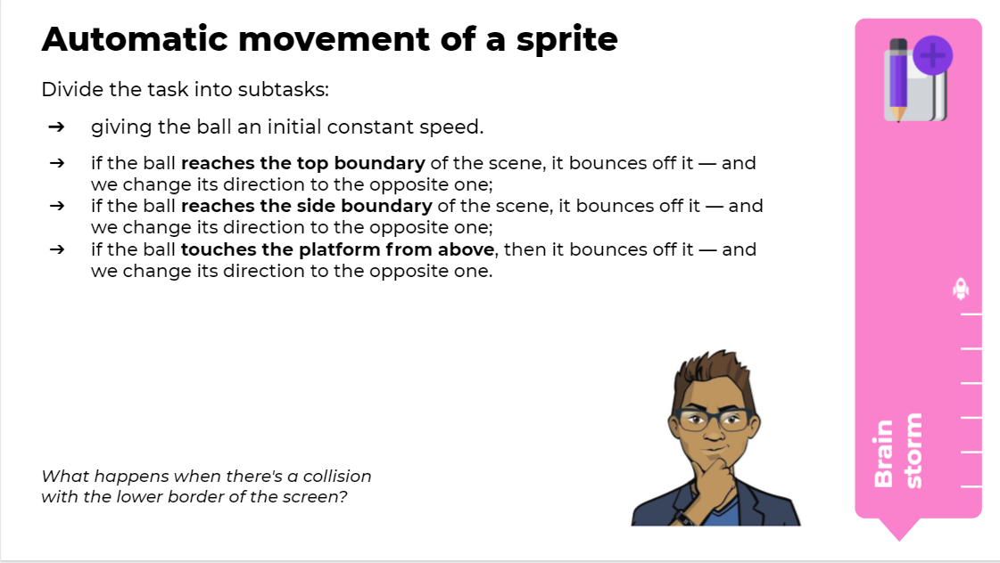 Automatic movement of a sprite
Divide the task into subtasks:
➔ giving the ball an initial constant speed.
➔ if the ball reaches the top boundary of the scene, it bounces off it — and
we change its direction to the opposite one;
➔ if the ball reaches the side boundary of the scene, it bounces off it — and
we change its direction to the opposite one;
➔ if the ball touches the platform from above, then it bounces off it — and
we change its direction to the opposite one.
What happens when there's a collision
with the lower border of the screen?
Brain
storm